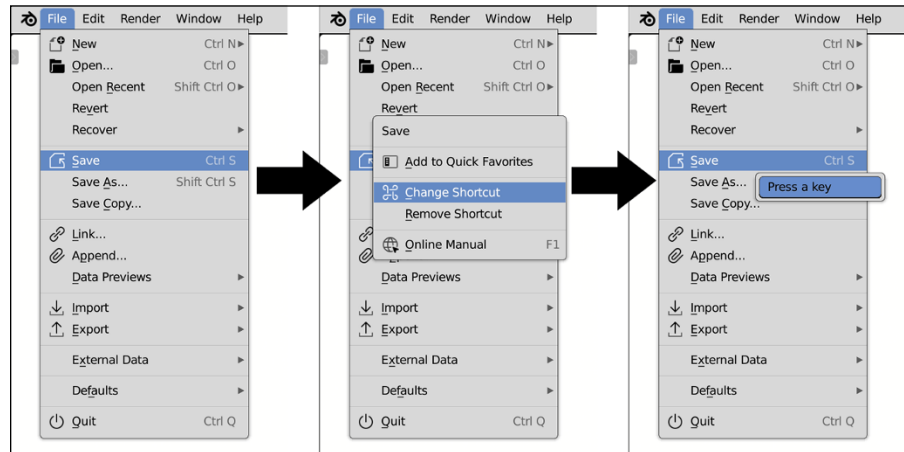 File Edit Render Window Help
New Ctrl N
Open... Ctrl O
Open Recent Shift Ctrl O
Revert
Recover
Save Ctrl S
Save As... Shift Ctrl S
Save Copy...
Link...
Append...
Data Previews
Import
Export
External Data
Defaults
Quit Ctrl Q
File Edit Render Window Help
New Ctrl N
Open... Ctrl O
Open Recent Shift Ctrl O
Revert
Save
Add to Quick Favorites
Change Shortcut
Remove Shortcut
Online Manual F1
Data Previews
Import
Export
External Data
Defaults
Quit Ctrl Q
File Edit Render Window Help
New Ctrl N
Open... Ctrl O
Open Recent Shift Ctrl O
Revert
Recover
Save Ctrl S
Save As...
Press a key
Save Copy...
Link...
Append...
Data Previews
Import
Export
External Data
Defaults
Quit Ctrl Q